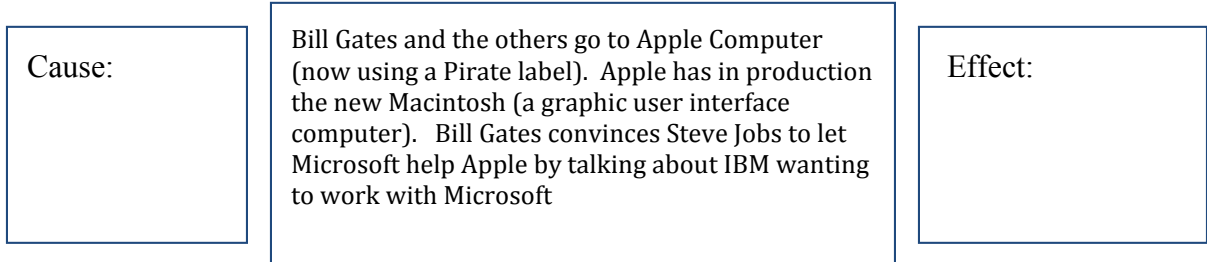 Cause:
Bill Gates and the others go to Apple Computer
(now using a Pirate label).  Apple has in production
the new Macintosh (a graphic user interface
computer).   Bill Gates convinces Steve Jobs to let
Microsoft help Apple by talking about IBM wanting
to work with Microsoft
Effect: